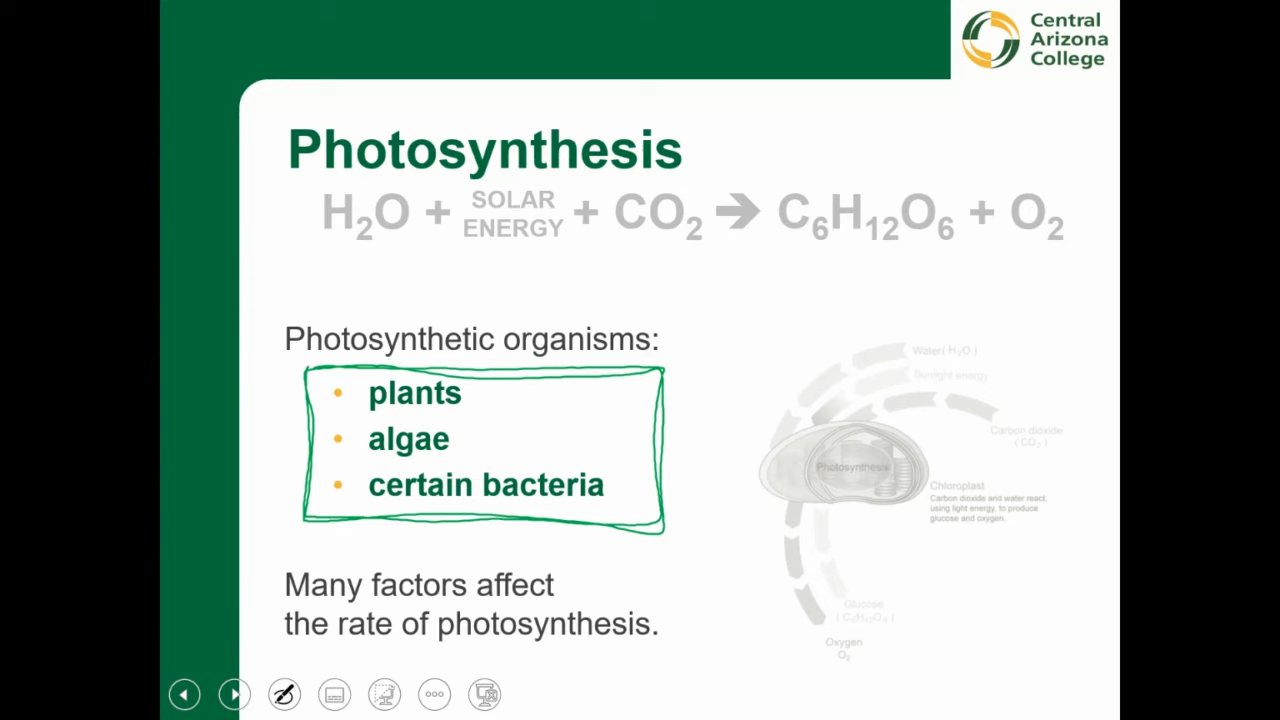 Central
Arizona
College
Photosynthesis
H₂O + SOLAR ENERGY + CO₂ ➔ C₆H₁₂O₆ + O₂
Photosynthetic organisms:
• plants
• algae
• certain bacteria
Many factors affect
the rate of photosynthesis.
Water( H₂O )
Sunlight energy
Carbon dioxide
( CO₂ )
Photosynthesis
Chloroplast
Carbon dioxide and water react,
using light energy, to produce
glucose and oxygen.
Glucose
( C₆H₁₂O₆ )
Oxygen
O₂